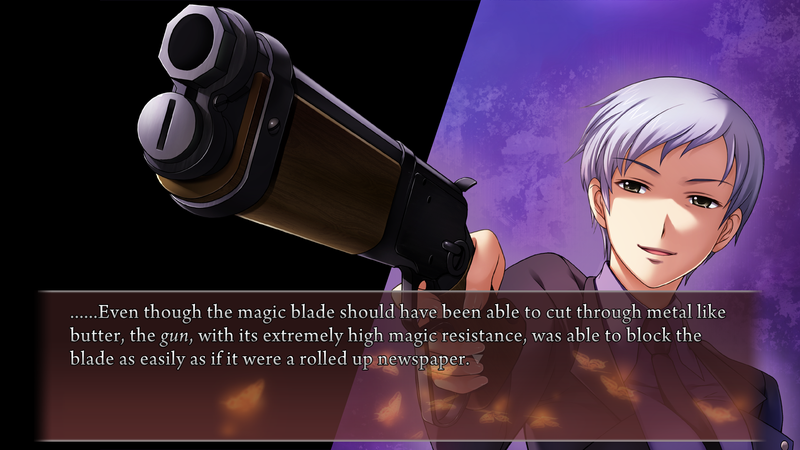 ......Even though the magic blade should have been able to cut through metal like
butter, the gun, with its extremely high magic resistance, was able to block the
blade as easily as if it were a rolled up newspaper.